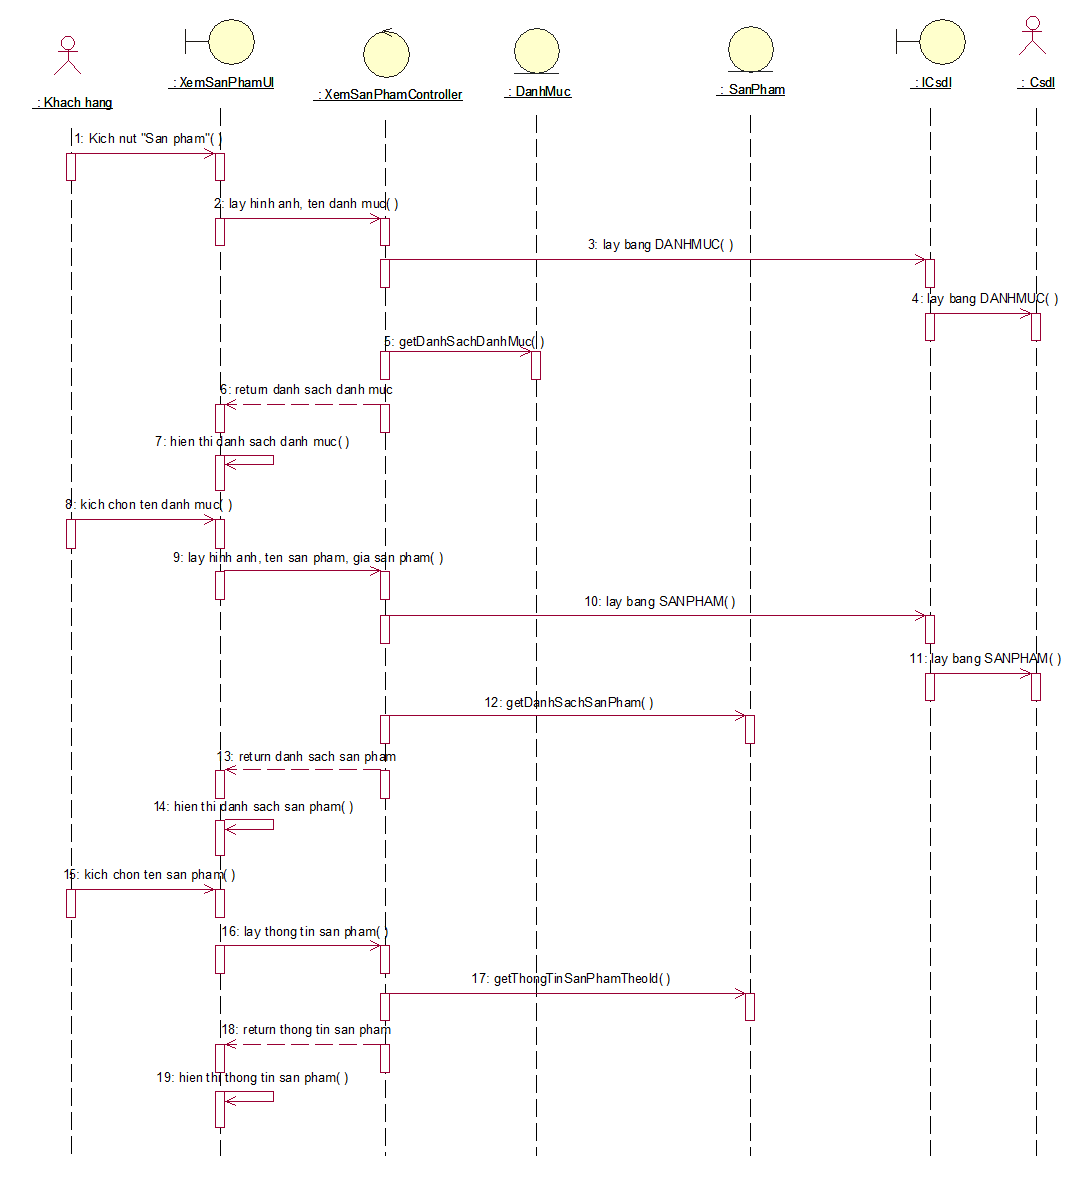 : Khach hang
: XemSanPhamUI
: XemSanPhamController
: DanhMuc
: SanPham
: ICsdl
: Csdl
1: Kich nut "San pham"( )
2: lay hinh anh, ten danh muc( )
3: lay bang DANHMUC( )
4: lay bang DANHMUC( )
5: getDanhSachDanhMuc( )
6: return danh sach danh muc
7: hien thi danh sach danh muc( )
8: kich chon ten danh muc( )
9: lay hinh anh, ten san pham, gia san pham( )
10: lay bang SANPHAM( )
11: lay bang SANPHAM( )
12: getDanhSachSanPham( )
13: return danh sach san pham
14: hien thi danh sach san pham( )
15: kich chon ten san pham( )
16: lay thong tin san pham( )
17: getThongTinSanPhamTheoId( )
18: return thong tin san pham
19: hien thi thong tin san pham( )